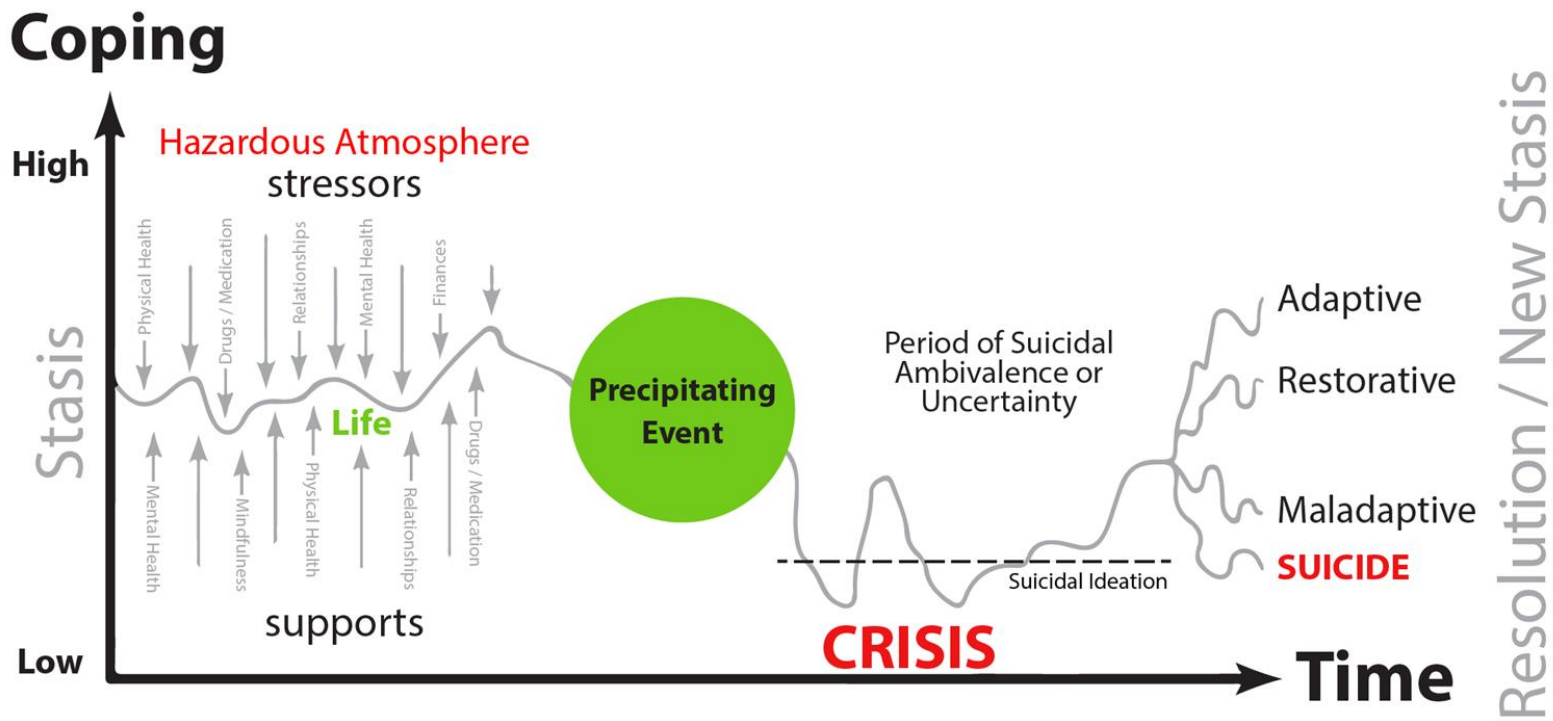 Coping
High
Hazardous Atmosphere
stressors
Physical Health
Drugs / Medication
Relationships
Mental Health
Finances
Stasis
Life
Mental Health
Mindfulness
Physical Health
Relationships
Drugs / Medication
supports
Low
Precipitating
Event
Period of Suicidal
Ambivalence or
Uncertainty
Suicidal Ideation
CRISIS
Adaptive
Restorative
Maladaptive
SUICIDE
Time
Resolution / New Stasis